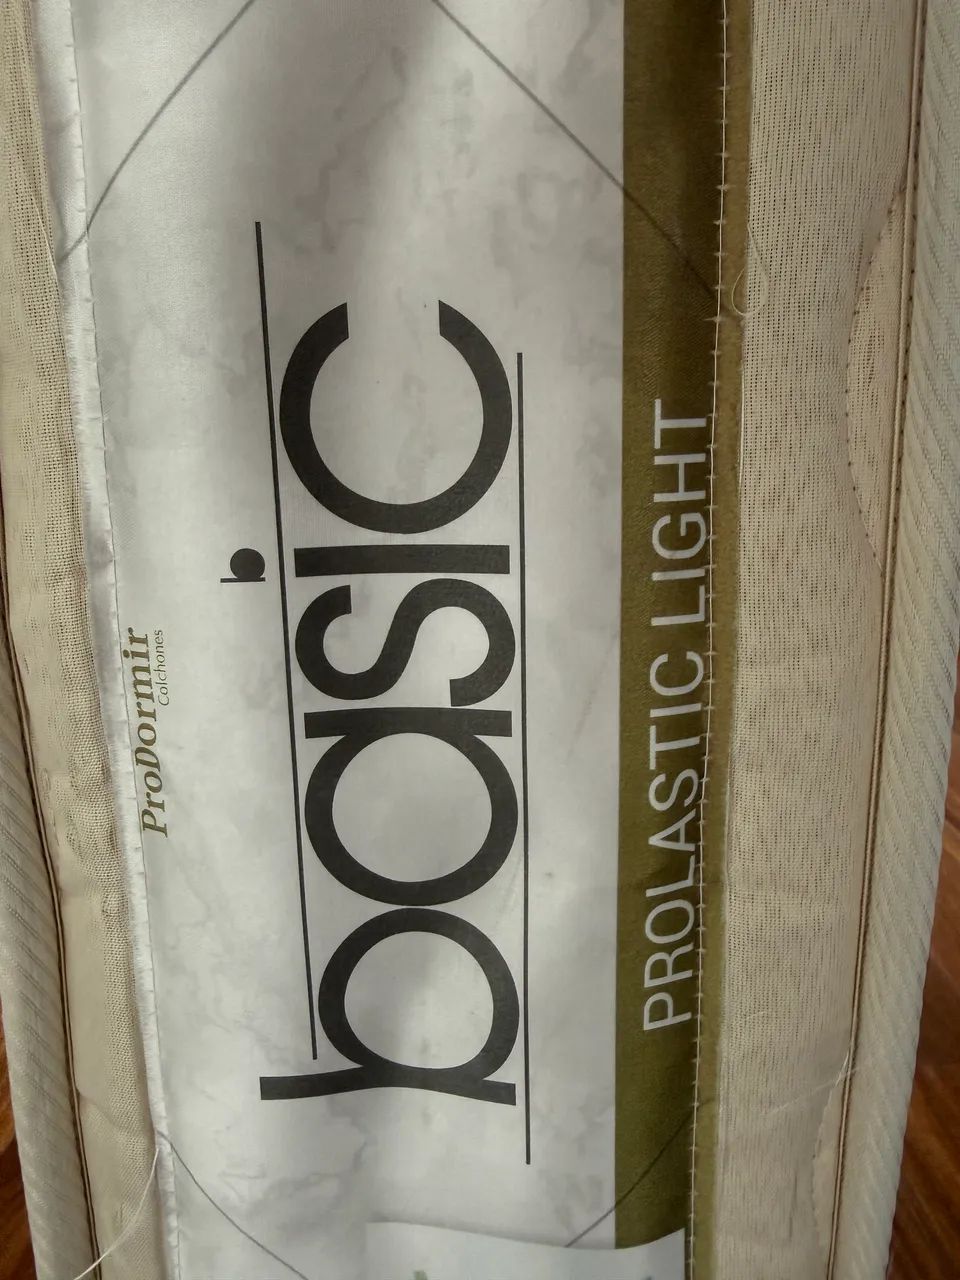 ProDormir
Colchones
b
basic
PROLASTIC LIGHT